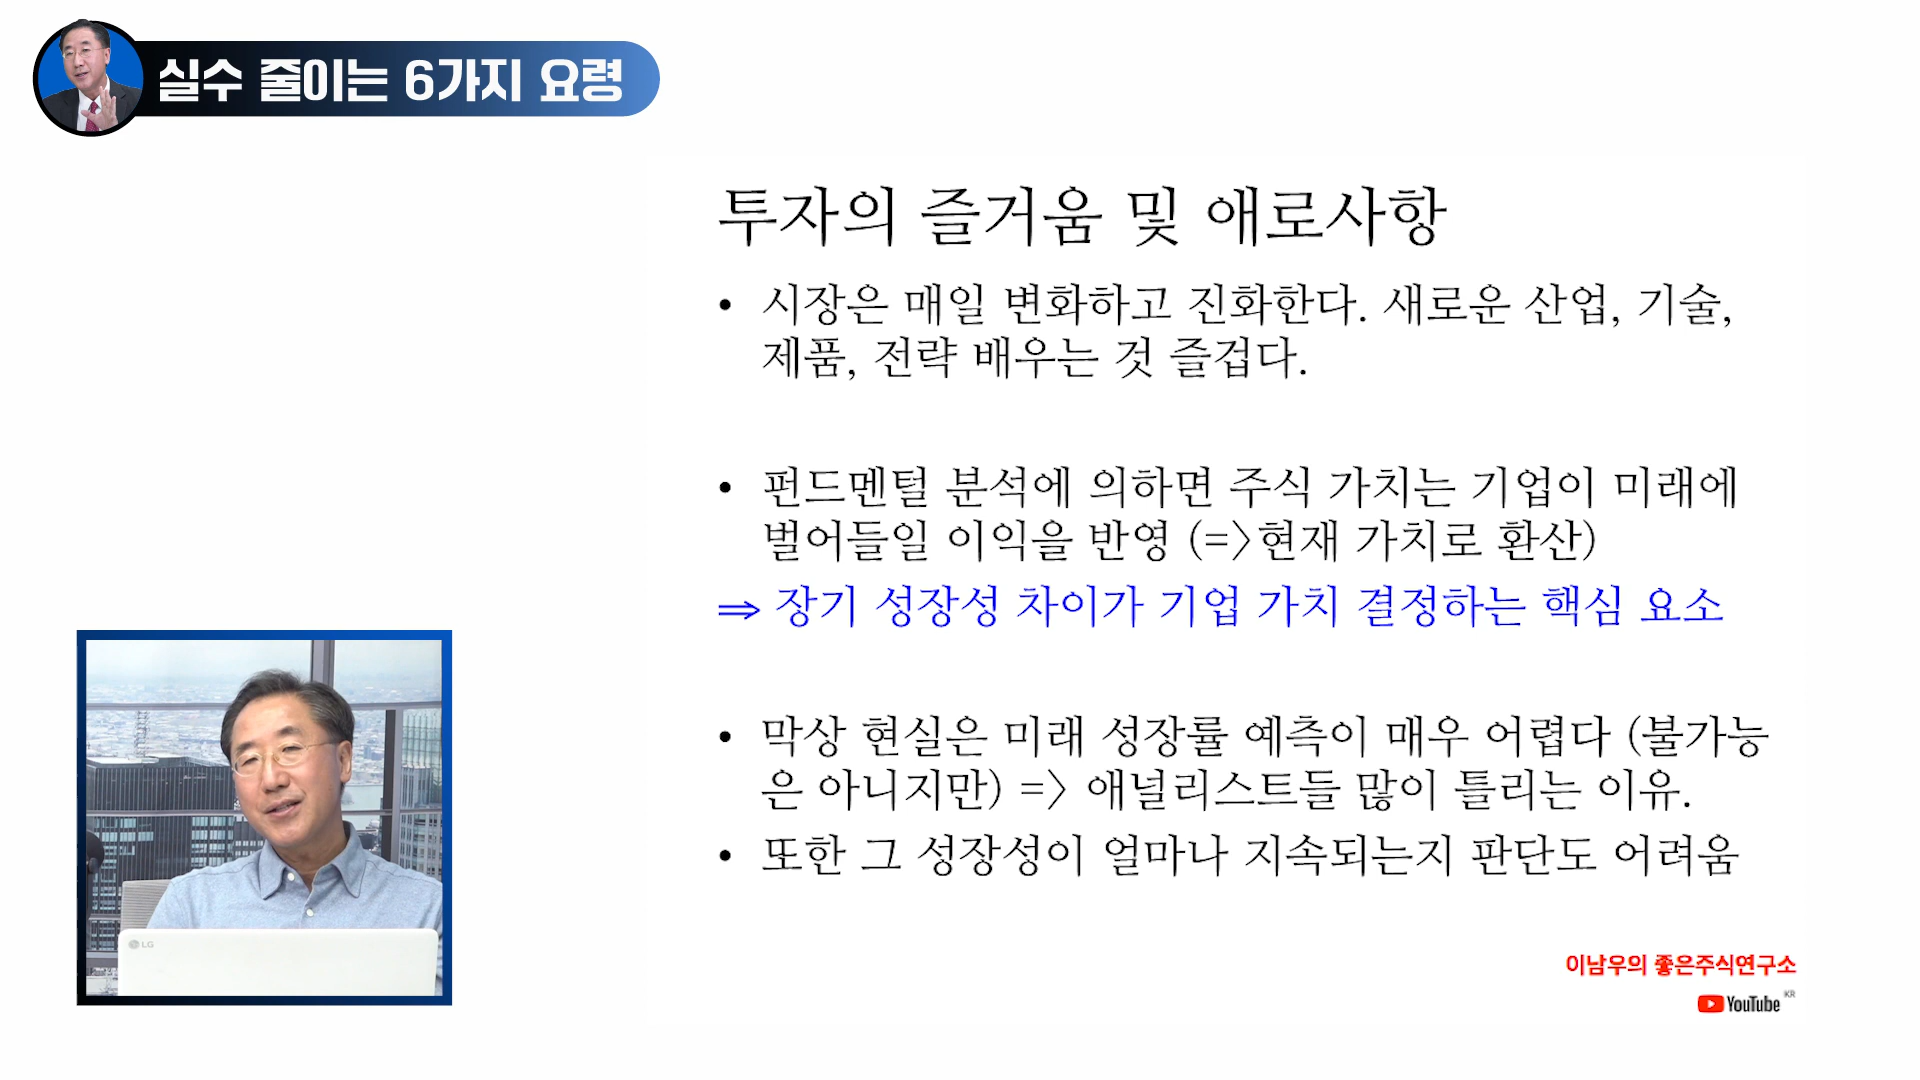 실수 줄이는 6가지 요령
투자의 즐거움 및 애로사항
• 시장은 매일 변화하고 진화한다. 새로운 산업, 기술,
제품, 전략 배우는 것 즐겁다.
• 펀드멘털 분석에 의하면 주식 가치는 기업이 미래에
벌어들일 이익을 반영 (=>현재 가치로 환산)
⇒ 장기 성장성 차이가 기업 가치 결정하는 핵심 요소
• 막상 현실은 미래 성장률 예측이 매우 어렵다 (불가능
은 아니지만) => 애널리스트들 많이 틀리는 이유.
• 또한 그 성장성이 얼마나 지속되는지 판단도 어려움
LG
이남우의 좋은주식연구소
YouTube KR